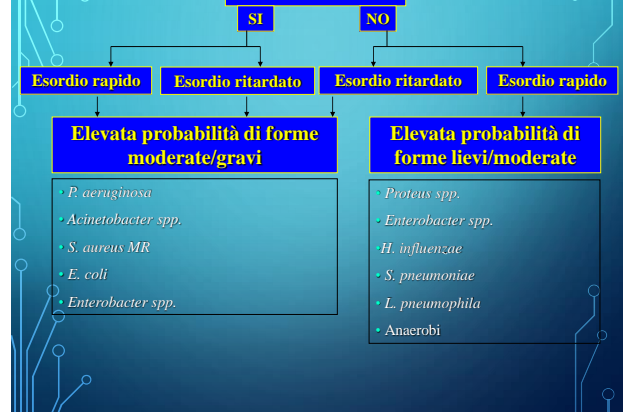 SI
NO
Esordio rapido
Esordio ritardato
Esordio ritardato
Esordio rapido
Elevata probabilità di forme
moderate/gravi
• P. aeruginosa
• Acinetobacter spp.
• S. aureus MR
• E. coli
• Enterobacter spp.
Elevata probabilità di
forme lievi/moderate
• Proteus spp.
• Enterobacter spp.
•H. influenzae
• S. pneumoniae
• L. pneumophila
• Anaerobi